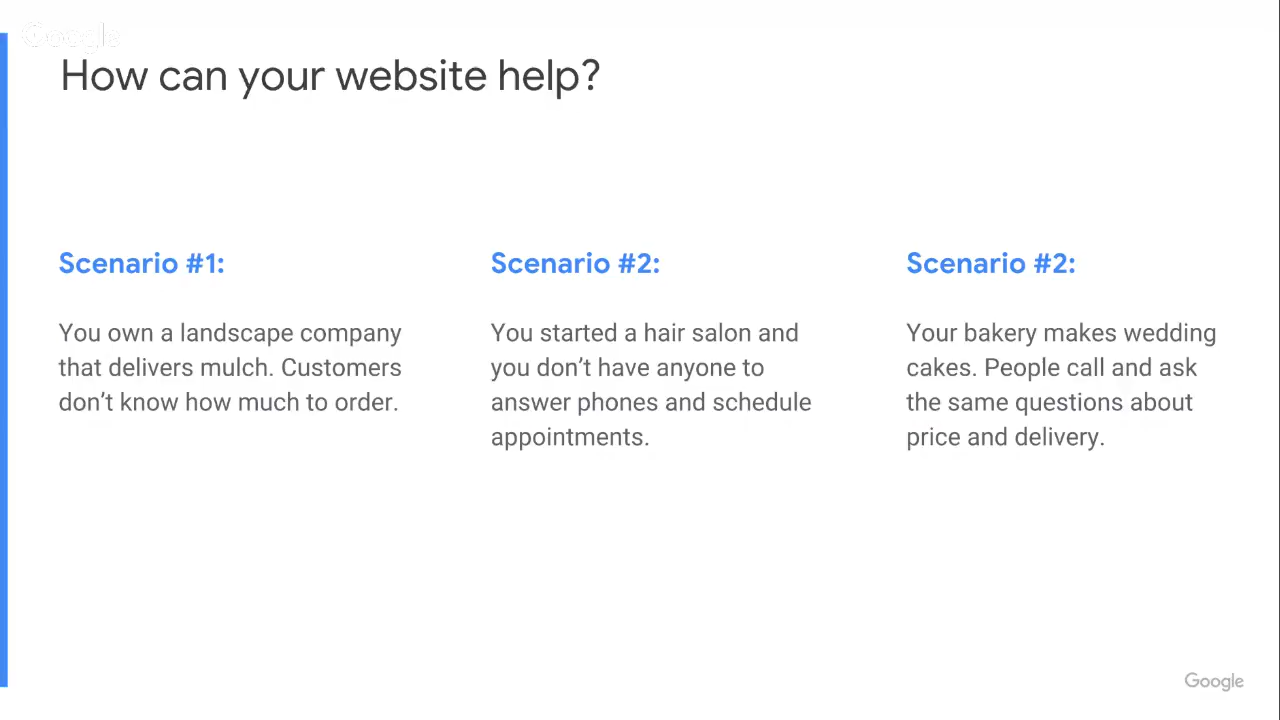 Google
How can your website help?
Scenario #1:
You own a landscape company
that delivers mulch. Customers
don’t know how much to order.
Scenario #2:
You started a hair salon and
you don’t have anyone to
answer phones and schedule
appointments.
Scenario #2:
Your bakery makes wedding
cakes. People call and ask
the same questions about
price and delivery.
Google